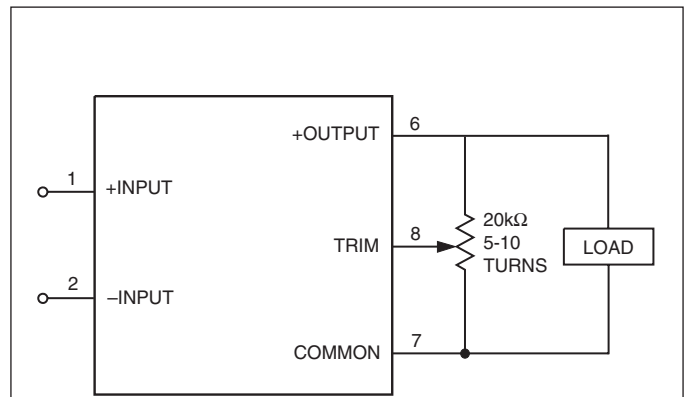 +OUTPUT 6
1 +INPUT
20kΩ
TRIM 8 5-10 LOAD
TURNS
2 –INPUT
COMMON 7